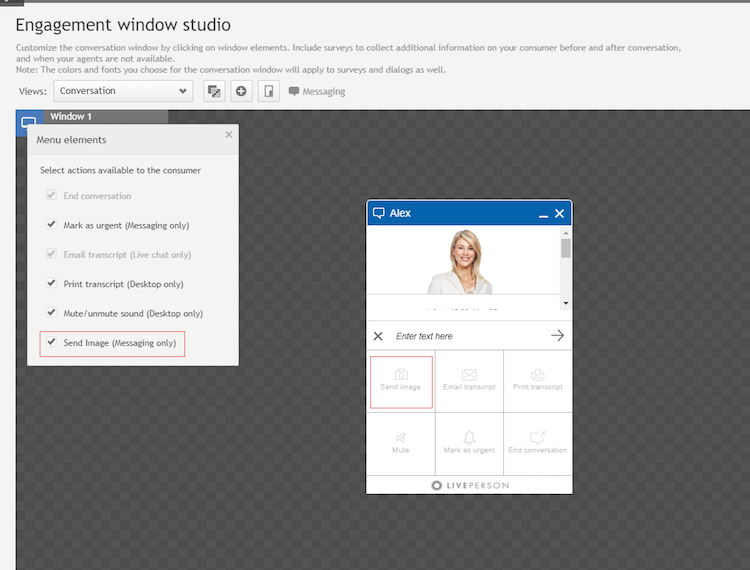 Engagement window studio
Customize the conversation window by clicking on window elements. Include surveys to collect additional information on your consumer before and after conversation,
and when your agents are not available.
Note: The colors and fonts you choose for the conversation window will apply to surveys and dialogs as well.
Views: Conversation Messaging
Window 1
Menu elements
Select actions available to the consumer
End conversation
Mark as urgent (Messaging only)
Email transcript (Live chat only)
Print transcript (Desktop only)
Mute/unmute sound (Desktop only)
Send Image (Messaging only)
Alex
Enter text here
Send image Email transcript Print transcript
Mute Mark as urgent End conversation
LIVEPERSON